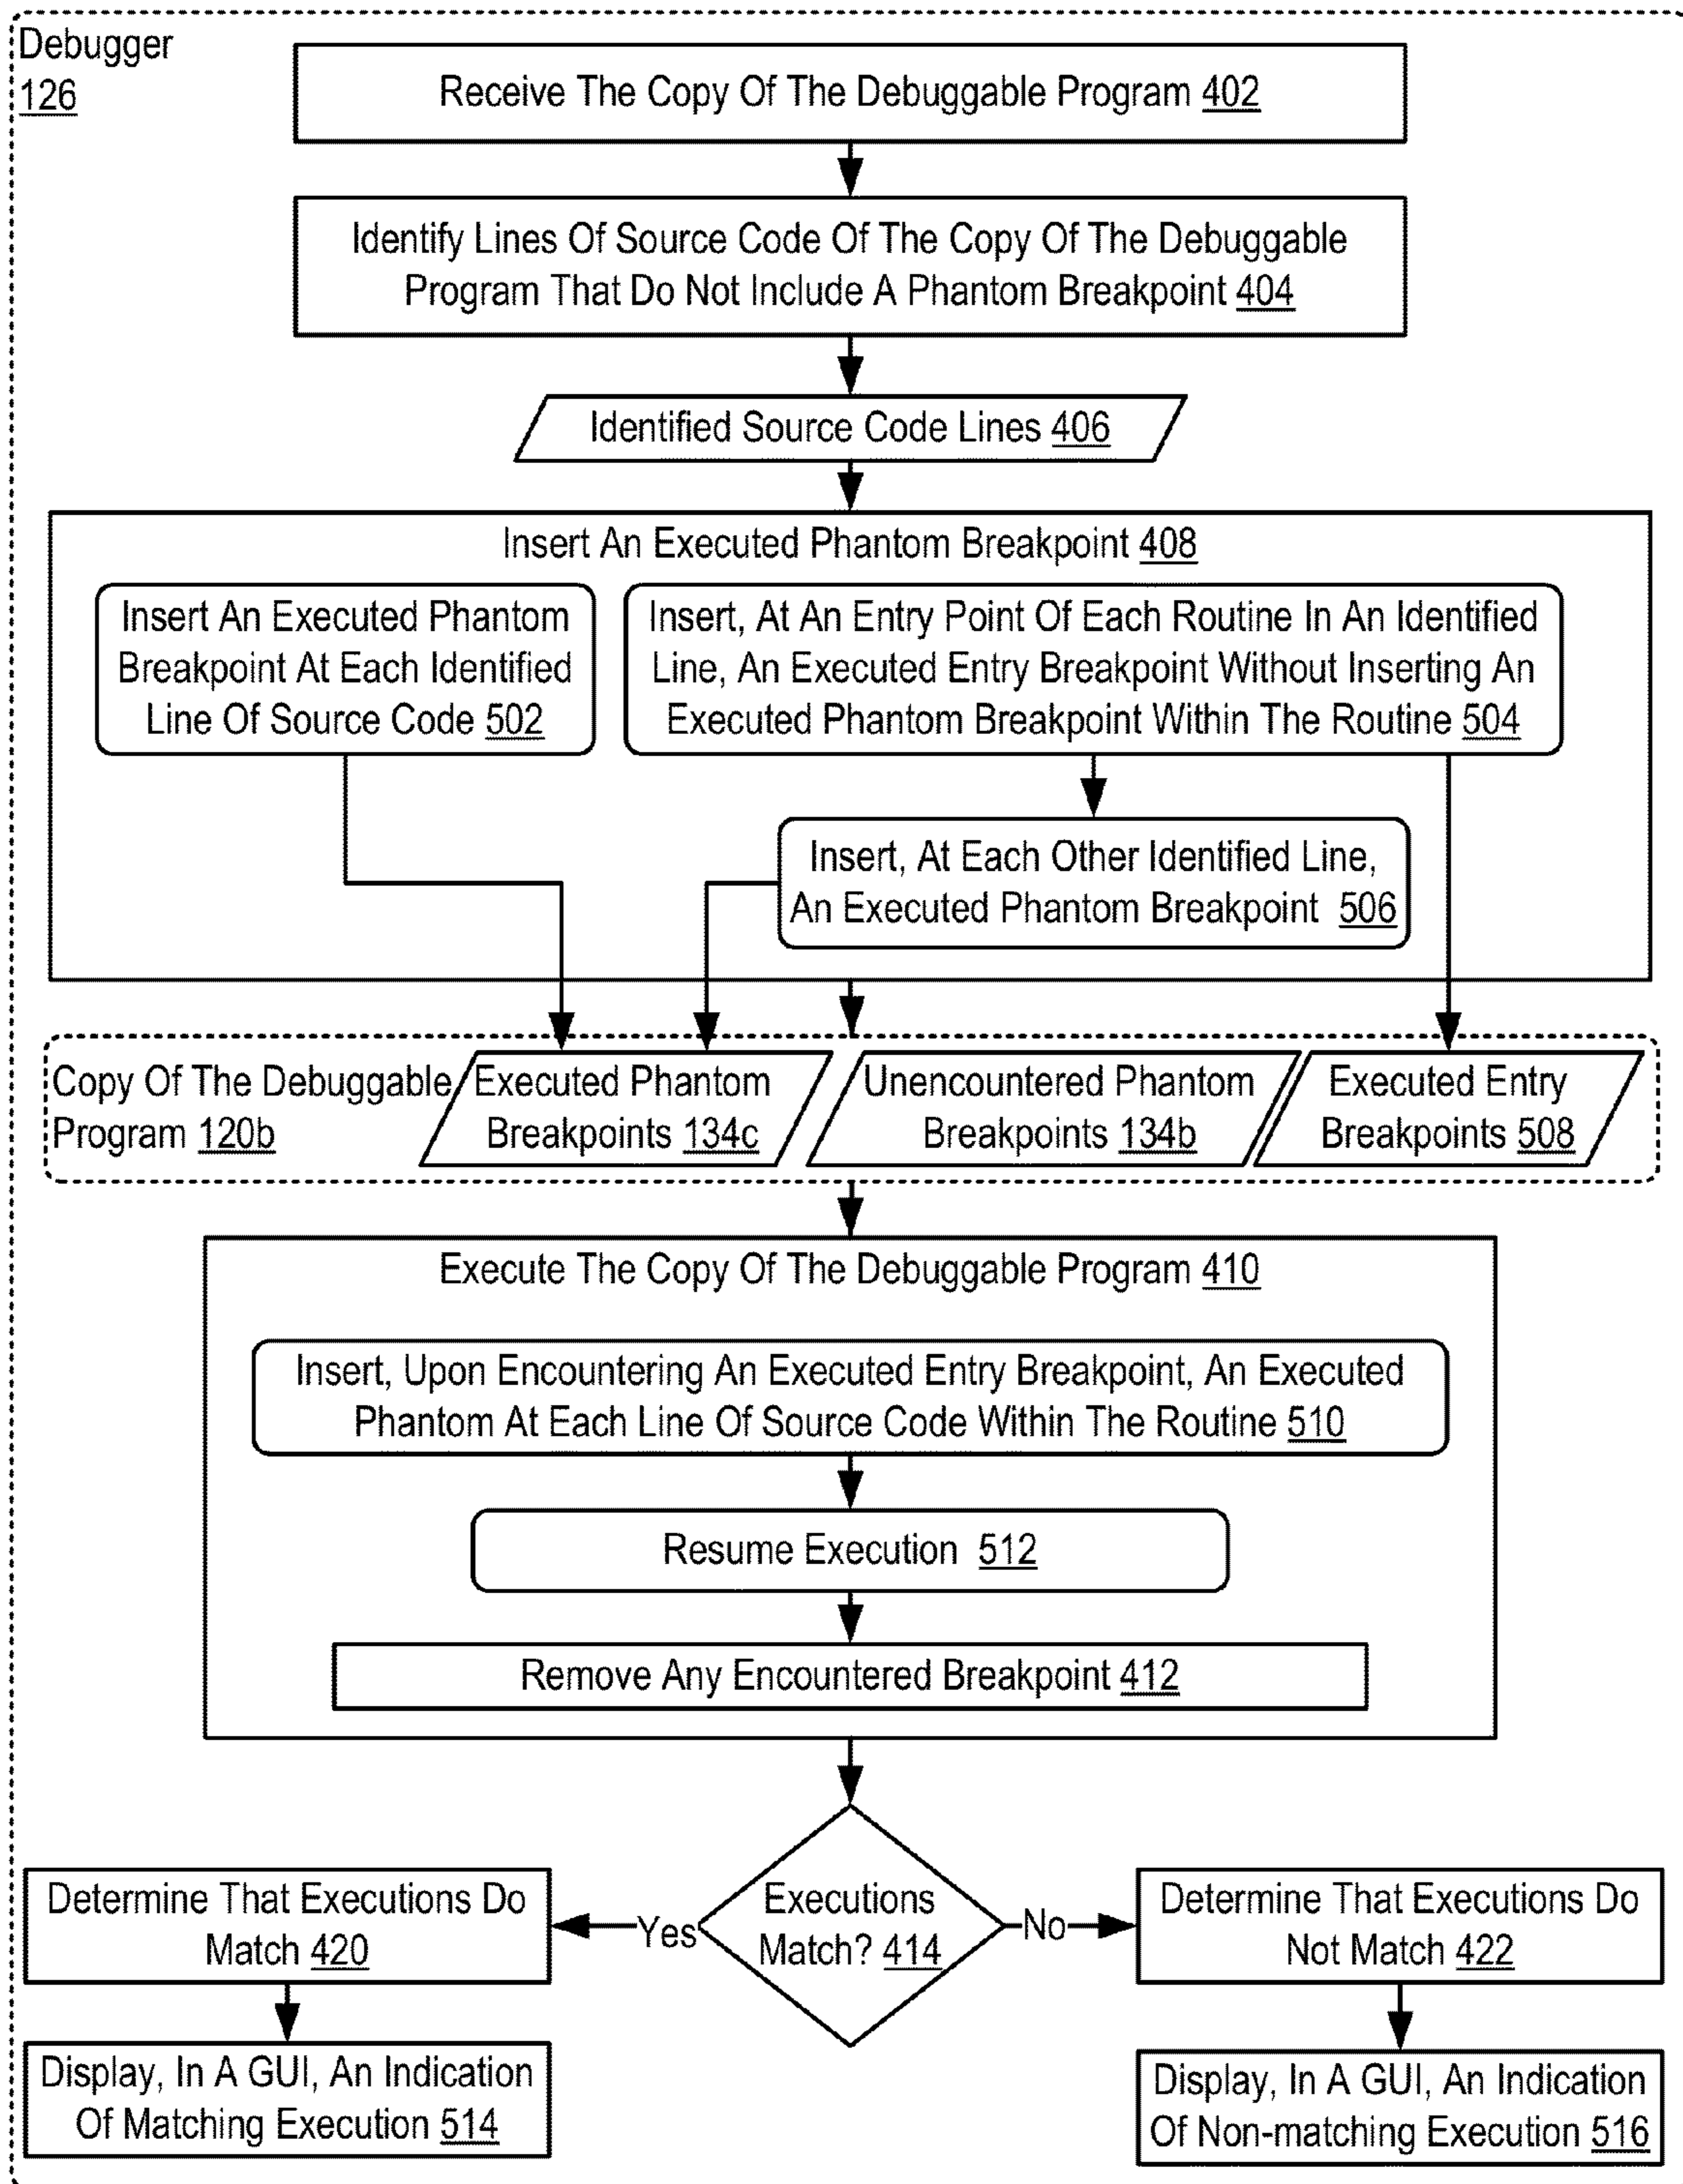 Debugger
126
Receive The Copy Of The Debuggable Program 402
Identify Lines Of Source Code Of The Copy Of The Debuggable
Program That Do Not Include A Phantom Breakpoint 404
Identified Source Code Lines 406
Insert An Executed Phantom Breakpoint 408
Insert An Executed Phantom
Breakpoint At Each Identified
Line Of Source Code 502
Insert, At An Entry Point Of Each Routine In An Identified
Line, An Executed Entry Breakpoint Without Inserting An
Executed Phantom Breakpoint Within The Routine 504
Insert, At Each Other Identified Line,
An Executed Phantom Breakpoint 506
Copy Of The Debuggable
Program 120b
Executed Phantom
Breakpoints 134c
Unencountered Phantom
Breakpoints 134b
Executed Entry
Breakpoints 508
Execute The Copy Of The Debuggable Program 410
Insert, Upon Encountering An Executed Entry Breakpoint, An Executed
Phantom At Each Line Of Source Code Within The Routine 510
Resume Execution 512
Remove Any Encountered Breakpoint 412
Executions
Match? 414
Yes
No
Determine That Executions Do
Match 420
Determine That Executions Do
Not Match 422
Display, In A GUI, An Indication
Of Matching Execution 514
Display, In A GUI, An Indication
Of Non-matching Execution 516